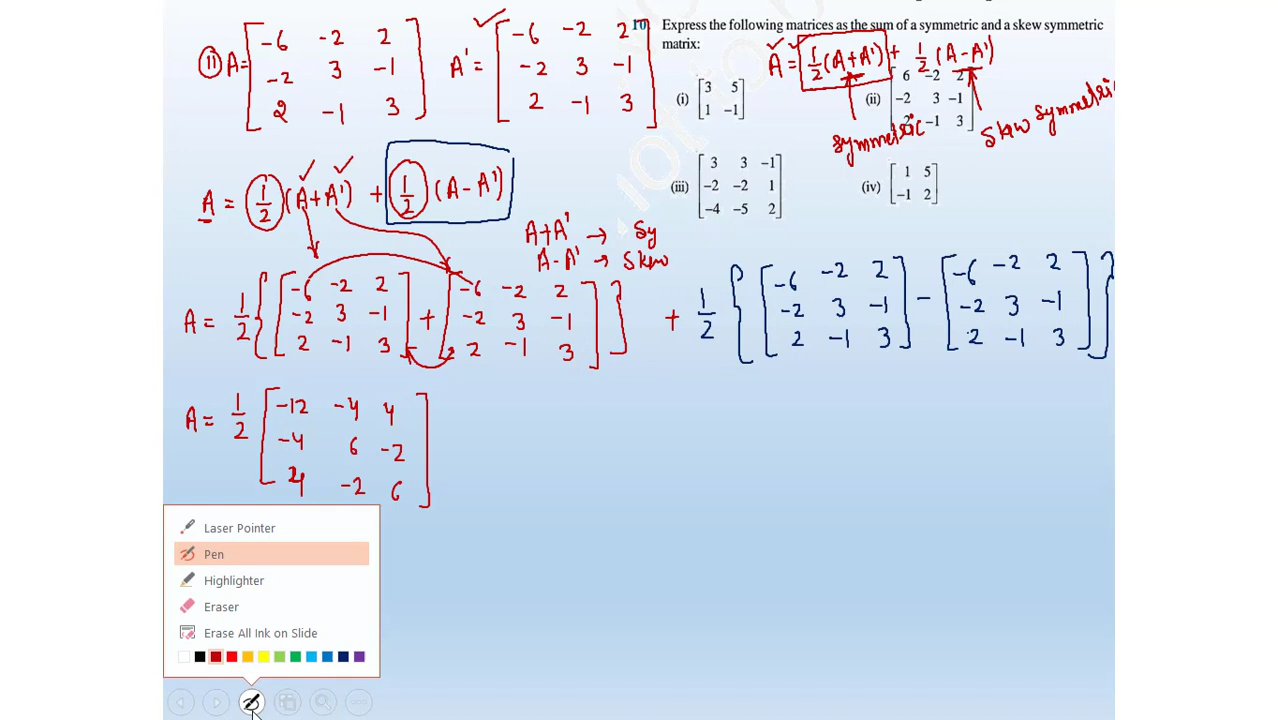 10. Express the following matrices as the sum of a symmetric and a skew symmetric
matrix:
A = 1/2 (A+A') + 1/2 (A-A')
symmetric
skew symmetric
(i) [3 5
1 -1]
(ii) [6 -2 2
-2 3 -1
2 -1 3]
(iii) [3 3 -1
-2 -2 1
-4 -5 2]
(iv) [1 5
-1 2]
(ii) A = [-6 -2 2
-2 3 -1
2 -1 3]
A' = [-6 -2 2
-2 3 -1
2 -1 3]
A = 1/2 (A+A') + 1/2 (A-A')
A+A' → Sy
A-A' → Skew
A = 1/2 { [-6 -2 2
-2 3 -1
2 -1 3] + [-6 -2 2
-2 3 -1
2 -1 3] }
+ 1/2 { [-6 -2 2
-2 3 -1
2 -1 3] - [-6 -2 2
-2 3 -1
2 -1 3] }
A = 1/2 [-12 -4 4
-4 6 -2
4 -2 6]
Laser Pointer
Pen
Highlighter
Eraser
Erase All Ink on Slide